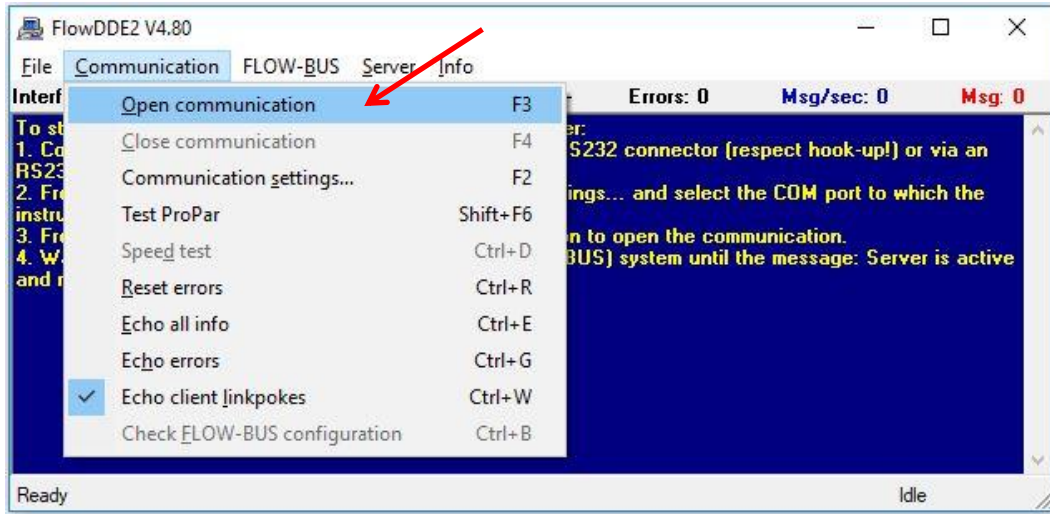 FlowDDE2 V4.80
File Communication FLOW-BUS Server Info
Interf Errors: 0 Msg/sec: 0 Msg: 0
Open communication F3
Close communication F4
Communication settings... F2
Test ProPar Shift+F6
Speed test Ctrl+D
Reset errors Ctrl+R
Echo all info Ctrl+E
Echo errors Ctrl+G
Echo client linkpokes Ctrl+W
Check FLOW-BUS configuration Ctrl+B
To st er:
1. Co S232 connector (respect hook-up!) or via an
RS23
2. Fro ings... and select the COM port to which the
instru
3. Fro n to open the communication.
4. W BUS) system until the message: Server is active
and r
Ready Idle